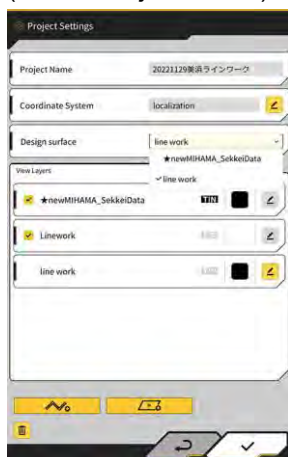 Project Settings
Project Name
20221129美浜ラインワーク
Coordinate System
localization
Design surface
line work
★newMIHAMA_SekkeiData
line work
View Layers
★newMIHAMA_SekkeiData
TIN
Linework
line work